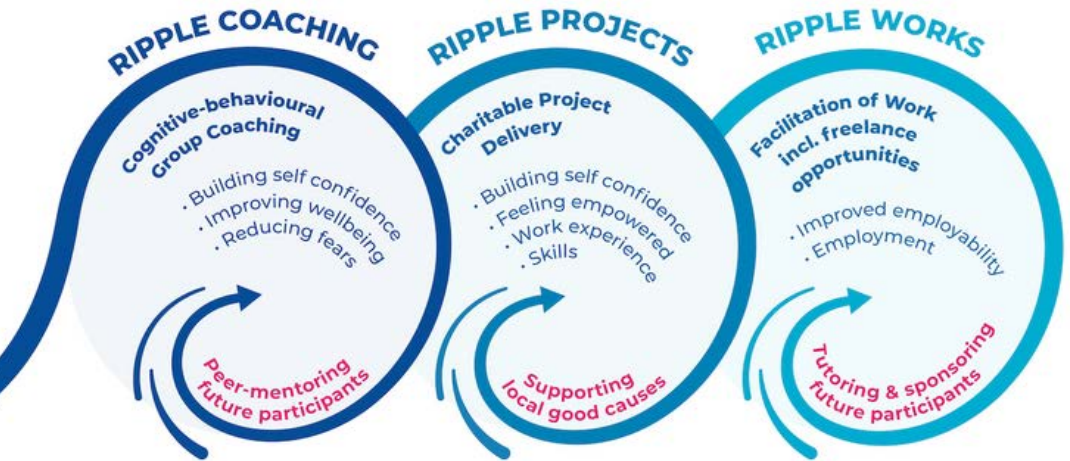 RIPPLE COACHING
Cognitive-behavioural
Group Coaching
· Building self confidence
· Improving wellbeing
· Reducing fears
Peer-mentoring
future participants
RIPPLE PROJECTS
Charitable Project
Delivery
· Building self confidence
· Feeling empowered
· Work experience
· Skills
Supporting
local good causes
RIPPLE WORKS
Facilitation of Work
incl. freelance
opportunities
· Improved employability
· Employment
Tutoring & sponsoring
future participants